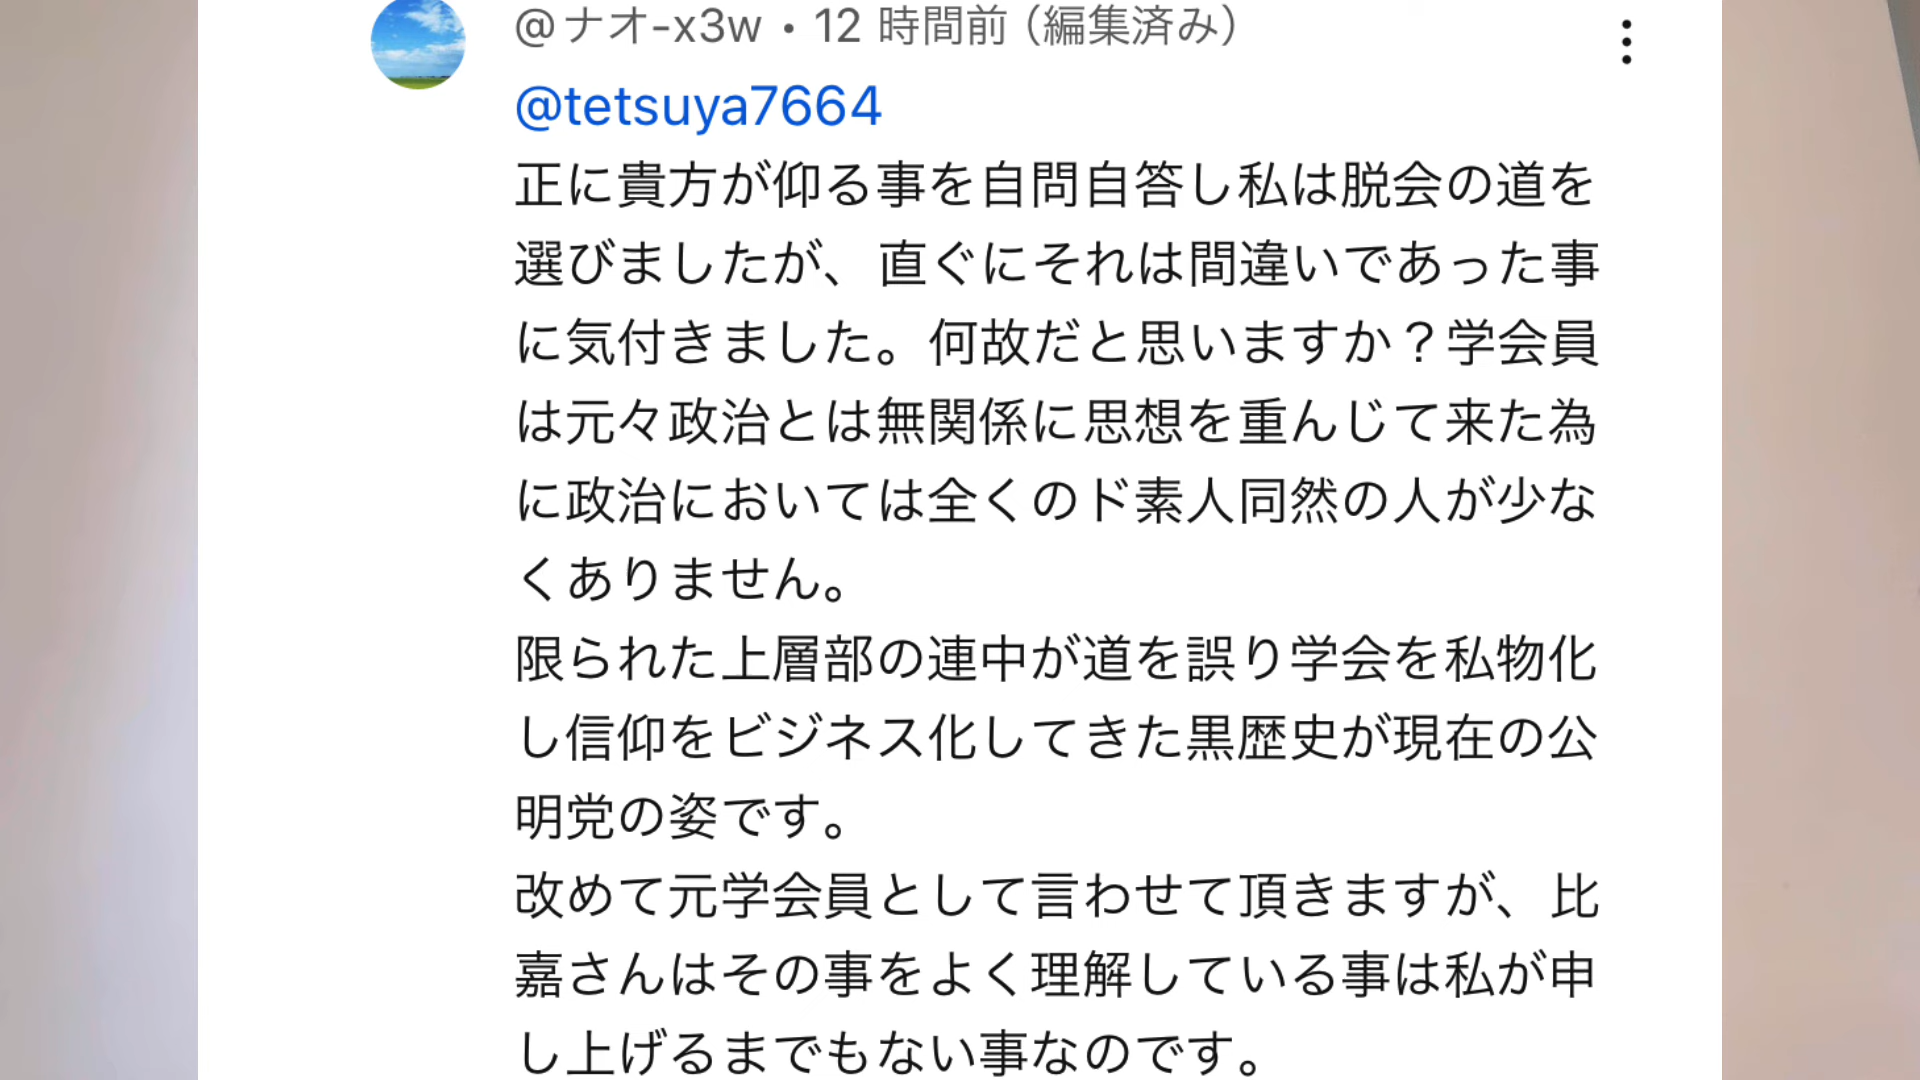 @ナオ-x3w • 12 時間前（編集済み）
@tetsuya7664
正に貴方が仰る事を自問自答し私は脱会の道を
選びましたが、直ぐにそれは間違いであった事
に気付きました。何故だと思いますか？学会員
は元々政治とは無関係に思想を重んじて来た為
に政治においては全くのド素人同然の人が少な
くありません。
限られた上層部の連中が道を誤り学会を私物化
し信仰をビジネス化してきた黒歴史が現在の公
明党の姿です。
改めて元学会員として言わせて頂きますが、比
嘉さんはその事をよく理解している事は私が申
し上げるまでもない事なのです。